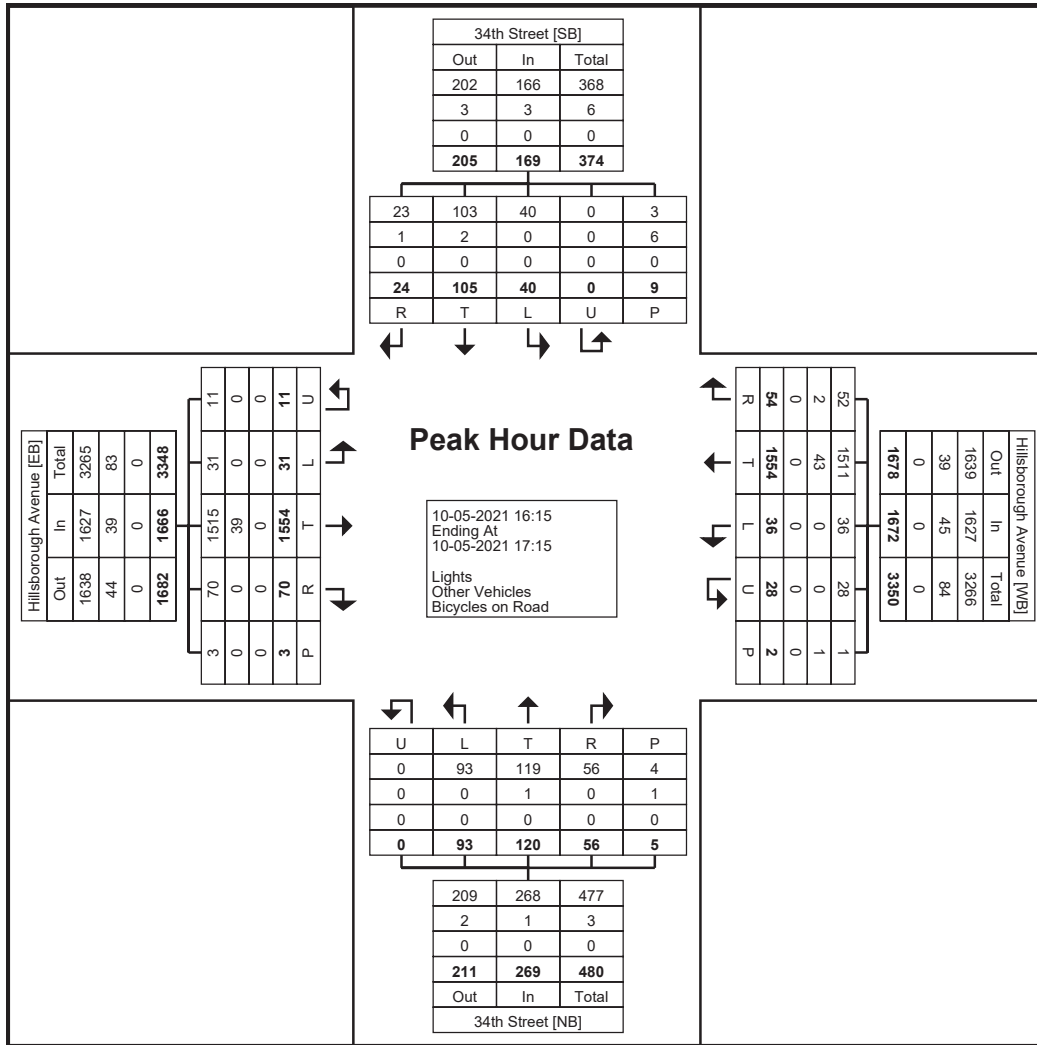 34th Street [SB]
Out In Total
202 166 368
3 3 6
0 0 0
205 169 374
23 103 40 0 3
1 2 0 0 6
0 0 0 0 0
24 105 40 0 9
R T L U P
Hillsborough Avenue [EB]
Out In Total
1638 1627 3265
44 39 83
0 0 0
1682 1666 3348
3 70 1515 31 11
0 0 39 0 0
0 0 0 0 0
3 70 1554 31 11
P R T L U
Peak Hour Data
10-05-2021 16:15
Ending At
10-05-2021 17:15
Lights
Other Vehicles
Bicycles on Road
Hillsborough Avenue [WB]
Out In Total
1639 1627 3266
39 45 84
0 0 0
1678 1672 3350
52 1511 36 28 1
2 43 0 0 1
0 0 0 0 0
54 1554 36 28 2
R T L U P
U L T R P
0 93 119 56 4
0 0 1 0 1
0 0 0 0 0
0 93 120 56 5
209 268 477
2 1 3
0 0 0
211 269 480
Out In Total
34th Street [NB]